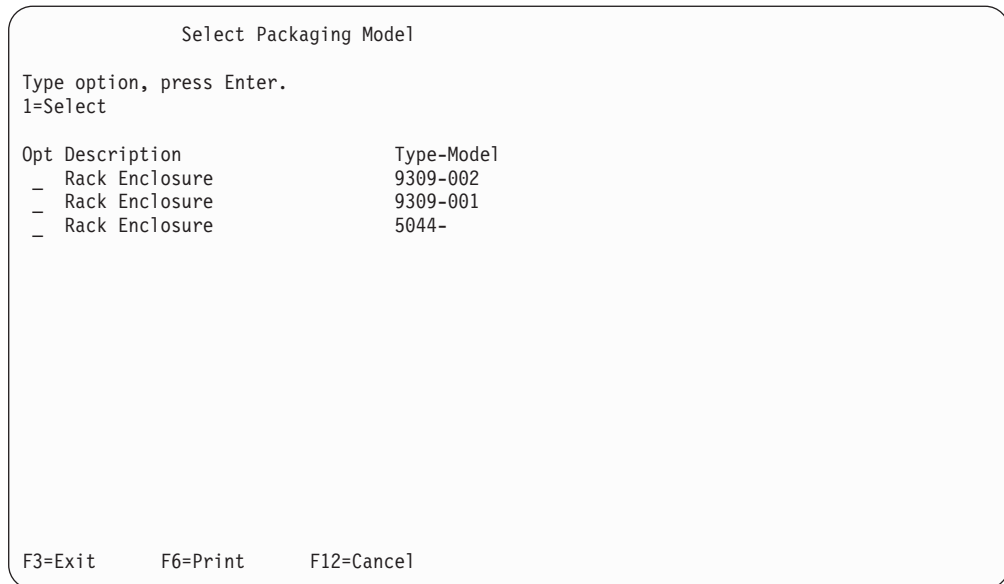 Select Packaging Model
Type option, press Enter.
1=Select
Opt Description Type-Model
_ Rack Enclosure 9309-002
_ Rack Enclosure 9309-001
_ Rack Enclosure 5044-
F3=Exit F6=Print F12=Cancel